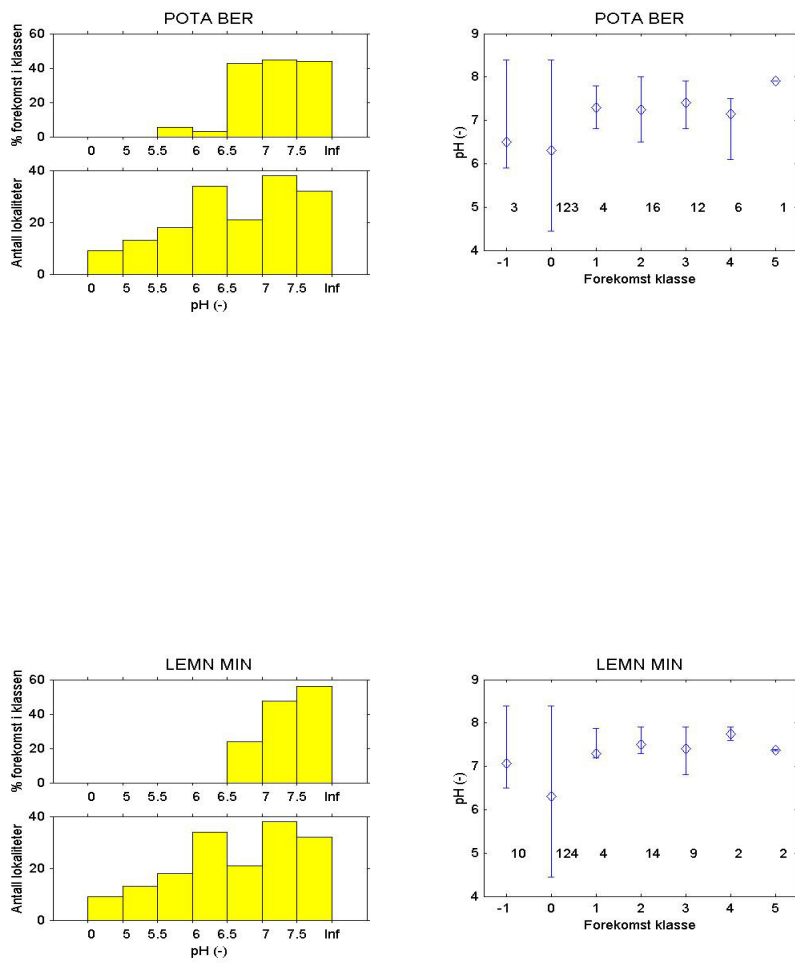 POTA BER
% forekomst i klassen
60
40
20
0
0 5 5.5 6 6.5 7 7.5 Inf
Antall lokaliteter
40
20
0
0 5 5.5 6 6.5 7 7.5 Inf
pH (-)
POTA BER
pH (-)
9
8
7
6
5
4
3 123 4 16 12 6 1
-1 0 1 2 3 4 5
Forekomst klasse
LEMN MIN
% forekomst i klassen
60
40
20
0
0 5 5.5 6 6.5 7 7.5 Inf
Antall lokaliteter
40
20
0
0 5 5.5 6 6.5 7 7.5 Inf
pH (-)
LEMN MIN
pH (-)
9
8
7
6
5
4
10 124 4 14 9 2 2
-1 0 1 2 3 4 5
Forekomst klasse